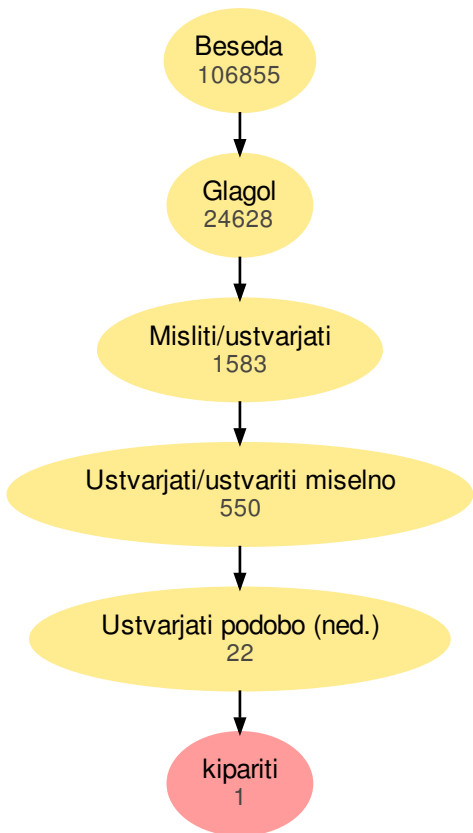 Beseda
106855
Glagol
24628
Misliti/ustvarjati
1583
Ustvarjati/ustvariti miselno
550
Ustvarjati podobo (ned.)
22
kipariti
1